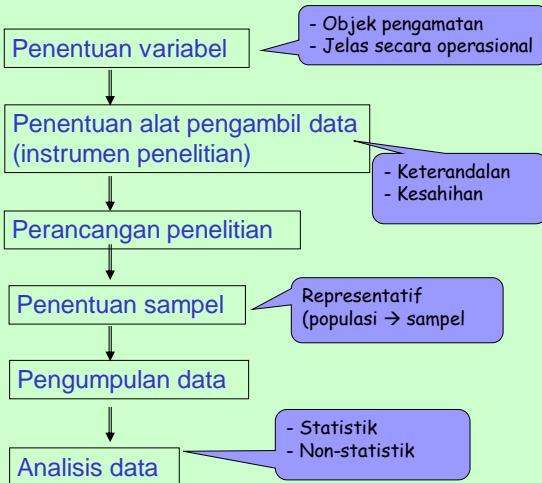 Penentuan variabel
- Objek pengamatan
- Jelas secara operasional
Penentuan alat pengambil data
(instrumen penelitian)
- Keterandalan
- Kesahihan
Perancangan penelitian
Penentuan sampel
Representatif
(populasi → sampel
Pengumpulan data
Analisis data
- Statistik
- Non-statistik